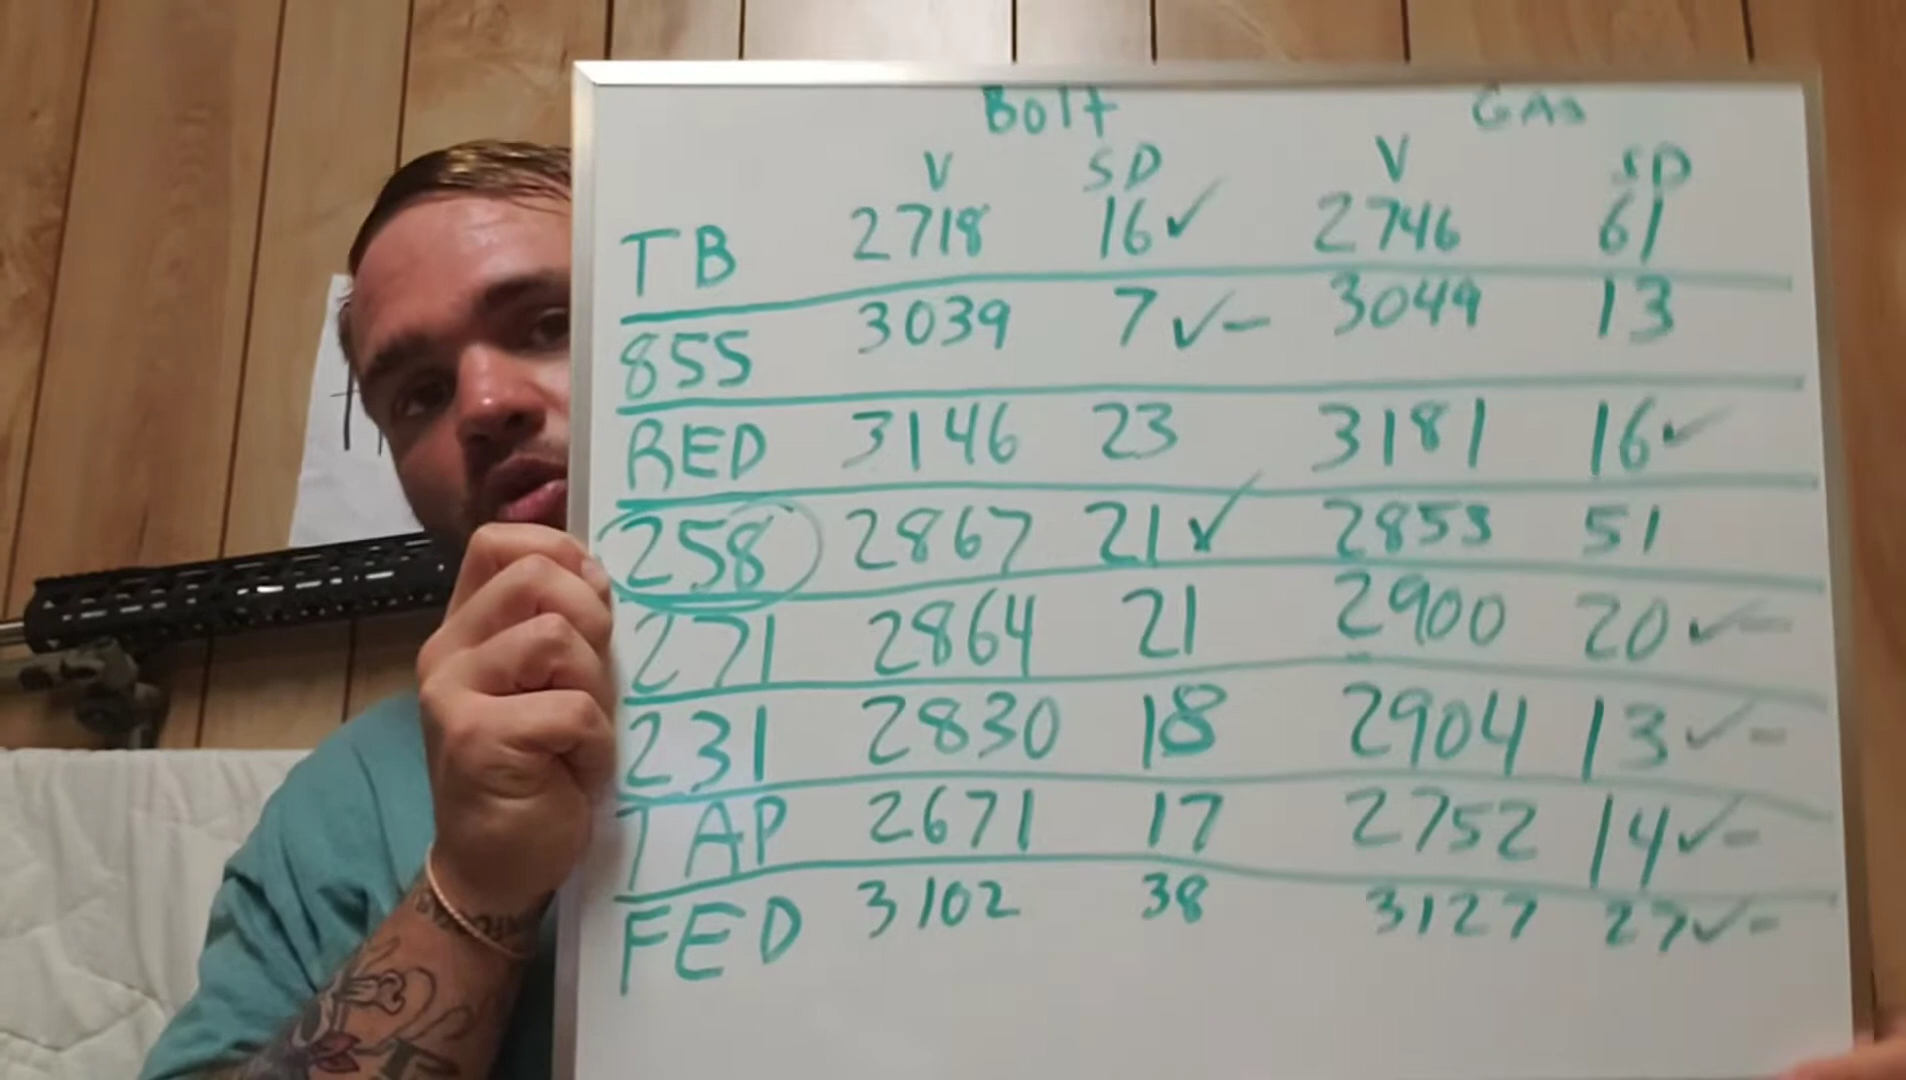 Bolt GAS
V SD V SD
TB 2718 16✓ 2746 61
855 3039 7✓- 3049 13
RED 3146 23 3181 16✓
258 2867 21✓ 2853 51
271 2864 21 2900 20✓-
231 2830 18 2904 13✓-
TAP 2671 17 2752 14✓-
FED 3102 38 3127 27✓-